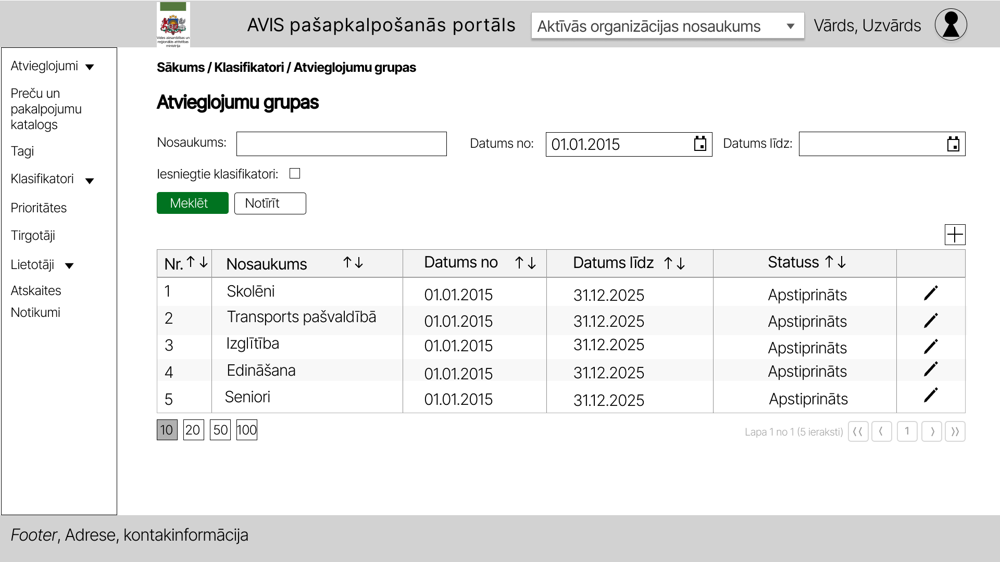 Vides aizsardzības un
reģionālās attīstības
ministrija
AVIS pašapkalpošanās portāls
Aktīvās organizācijas nosaukums
Vārds, Uzvārds
Atvieglojumi
Preču un
pakalpojumu
katalogs
Tagi
Klasifikatori
Prioritātes
Tirgotāji
Lietotāji
Atskaites
Notikumi
Sākums / Klasifikatori / Atvieglojumu grupas
Atvieglojumu grupas
Nosaukums:
Datums no: 01.01.2015
Datums līdz:
Iesniegtie klasifikatori:
Meklēt
Notīrīt
Nr. Nosaukums Datums no Datums līdz Statuss
1 Skolēni 01.01.2015 31.12.2025 Apstiprināts
2 Transports pašvaldībā 01.01.2015 31.12.2025 Apstiprināts
3 Izglītība 01.01.2015 31.12.2025 Apstiprināts
4 Edināšana 01.01.2015 31.12.2025 Apstiprināts
5 Seniori 01.01.2015 31.12.2025 Apstiprināts
10 20 50 100
Lapa 1 no 1 (5 ieraksti) 1
Footer, Adrese, kontakinformācija